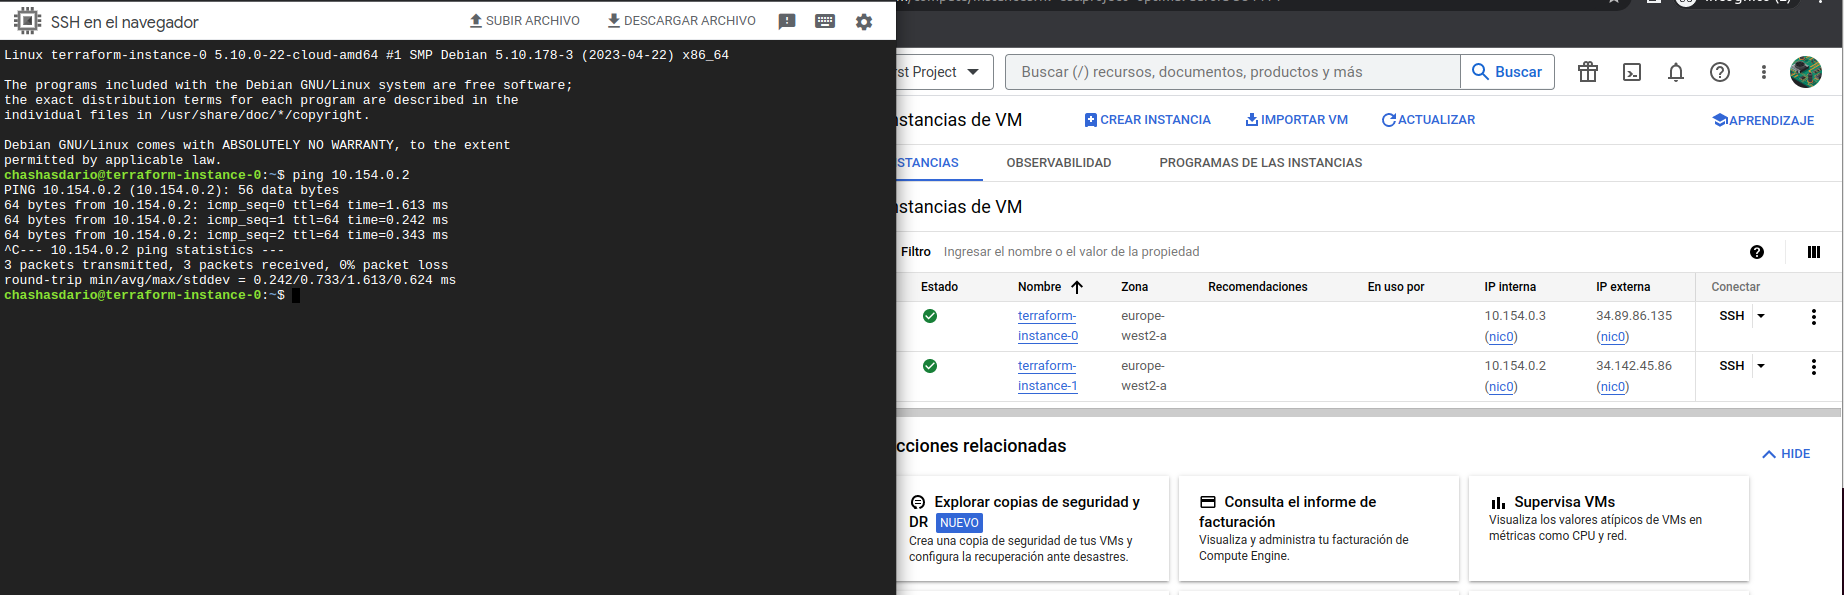 SSH en el navegador
SUBIR ARCHIVO
DESCARGAR ARCHIVO
Linux terraform-instance-0 5.10.0-22-cloud-amd64 #1 SMP Debian 5.10.178-3 (2023-04-22) x86_64
The programs included with the Debian GNU/Linux system are free software;
the exact distribution terms for each program are described in the
individual files in /usr/share/doc/*/copyright.
Debian GNU/Linux comes with ABSOLUTELY NO WARRANTY, to the extent
permitted by applicable law.
chashasdario@terraform-instance-0:~$ ping 10.154.0.2
PING 10.154.0.2 (10.154.0.2): 56 data bytes
64 bytes from 10.154.0.2: icmp_seq=0 ttl=64 time=1.613 ms
64 bytes from 10.154.0.2: icmp_seq=1 ttl=64 time=0.242 ms
64 bytes from 10.154.0.2: icmp_seq=2 ttl=64 time=0.343 ms
^C--- 10.154.0.2 ping statistics ---
3 packets transmitted, 3 packets received, 0% packet loss
round-trip min/avg/max/stddev = 0.242/0.733/1.613/0.624 ms
chashasdario@terraform-instance-0:~$
rst Project
Buscar (/) recursos, documentos, productos y más
Buscar
nstancias de VM
CREAR INSTANCIA
IMPORTAR VM
ACTUALIZAR
APRENDIZAJE
STANCIAS
OBSERVABILIDAD
PROGRAMAS DE LAS INSTANCIAS
nstancias de VM
Filtro Ingresar el nombre o el valor de la propiedad
Estado Nombre Zona Recomendaciones En uso por IP interna IP externa Conectar
terraform- europe- 10.154.0.3 34.89.86.135 SSH
instance-0 west2-a (nic0) (nic0)
terraform- europe- 10.154.0.2 34.142.45.86 SSH
instance-1 west2-a (nic0) (nic0)
cciones relacionadas
HIDE
Explorar copias de seguridad y
DR NUEVO
Crea una copia de seguridad de tus VMs y
configura la recuperación ante desastres.
Consulta el informe de
facturación
Visualiza y administra tu facturación de
Compute Engine.
Supervisa VMs
Visualiza los valores atípicos de VMs en
métricas como CPU y red.